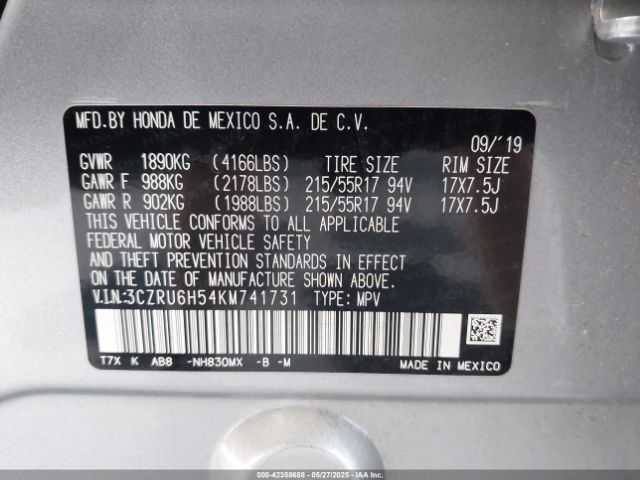 MFD.BY HONDA DE MEXICO S.A. DE C.V.
09/'19
GVWR 1890KG (4166LBS) TIRE SIZE RIM SIZE
GAWR F 988KG (2178LBS) 215/55R17 94V 17X7.5J
GAWR R 902KG (1988LBS) 215/55R17 94V 17X7.5J
THIS VEHICLE CONFORMS TO ALL APPLICABLE
FEDERAL MOTOR VEHICLE SAFETY
AND THEFT PREVENTION STANDARDS IN EFFECT
ON THE DATE OF MANUFACTURE SHOWN ABOVE.
V.I.N:3CZRU6H54KM741731 TYPE: MPV
T7X K AB8 -NH830MX -B -M
MADE IN MEXICO
000-42358688 05/27/2025 IAA Inc.